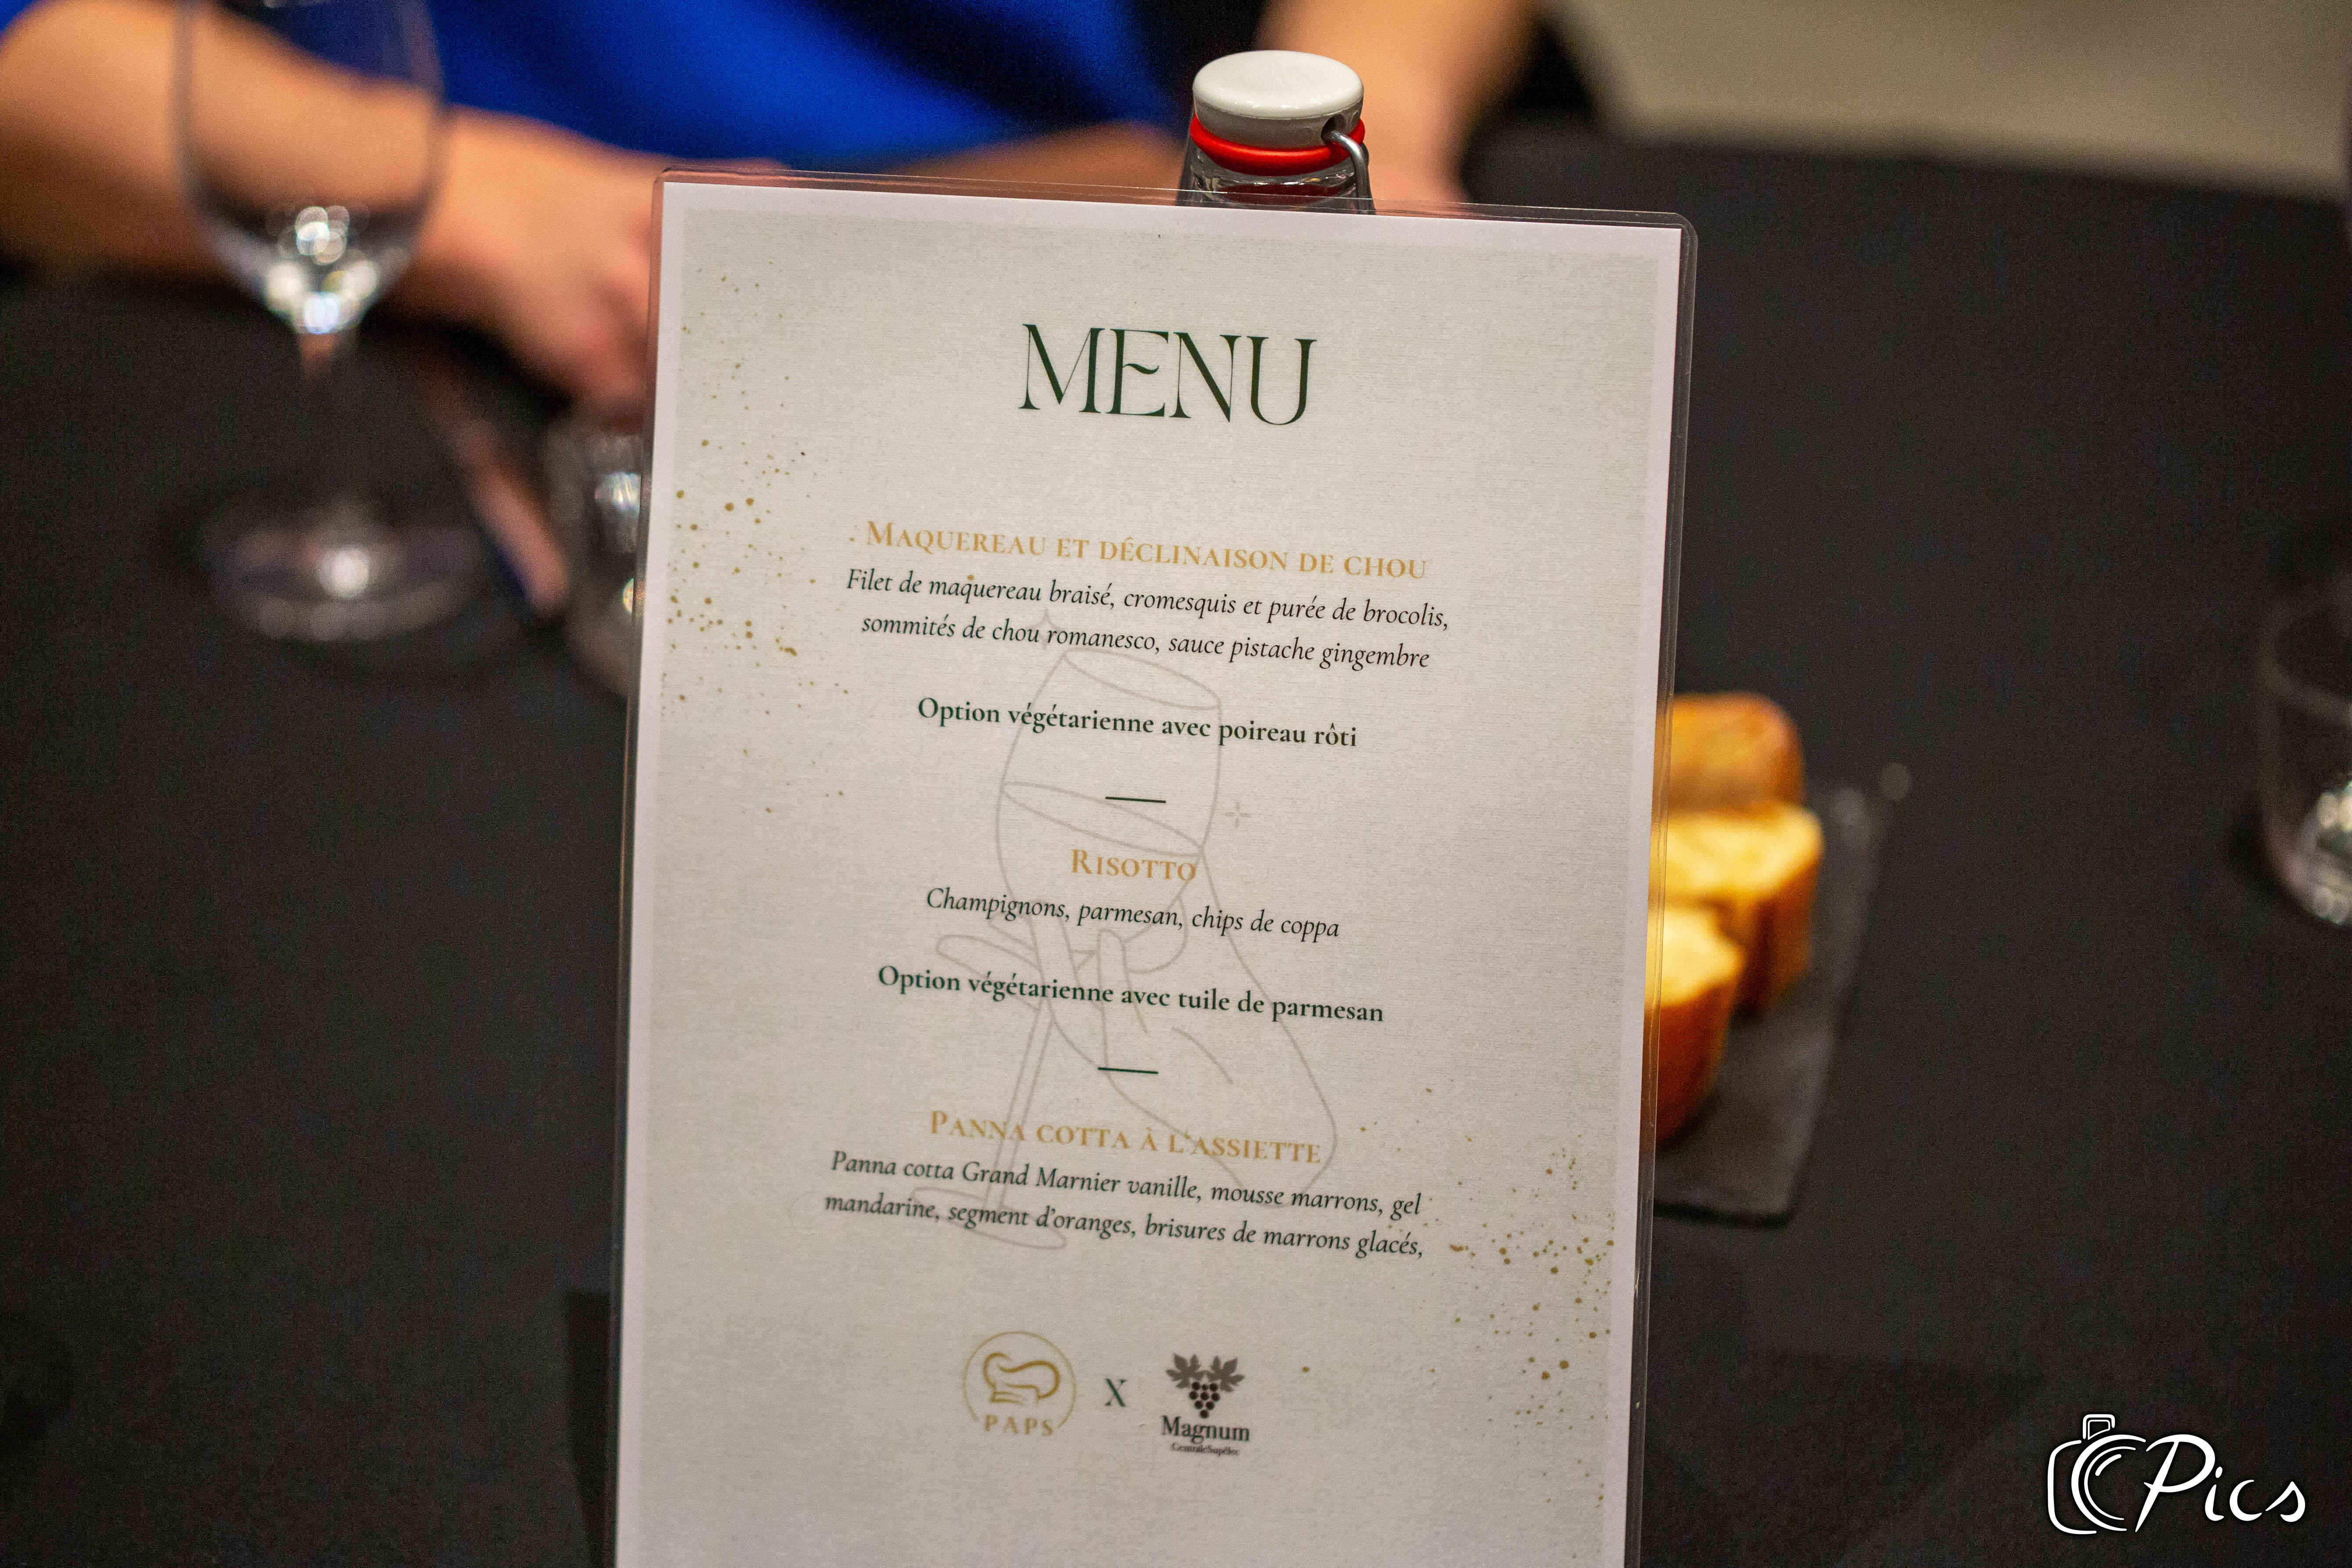 MENU
MAQUEREAU ET DÉCLINAISON DE CHOU
Filet de maquereau braisé, cromesquis et purée de brocolis,
sommités de chou romanesco, sauce pistache gingembre
Option végétarienne avec poireau rôti
RISOTTO
Champignons, parmesan, chips de coppa
Option végétarienne avec tuile de parmesan
PANNA COTTA À L'ASSIETTE
Panna cotta Grand Marnier vanille, mousse marrons, gel
mandarine, segment d'oranges, brisures de marrons glacés,
PAPS X Magnum
CentraleSupélec
Pics